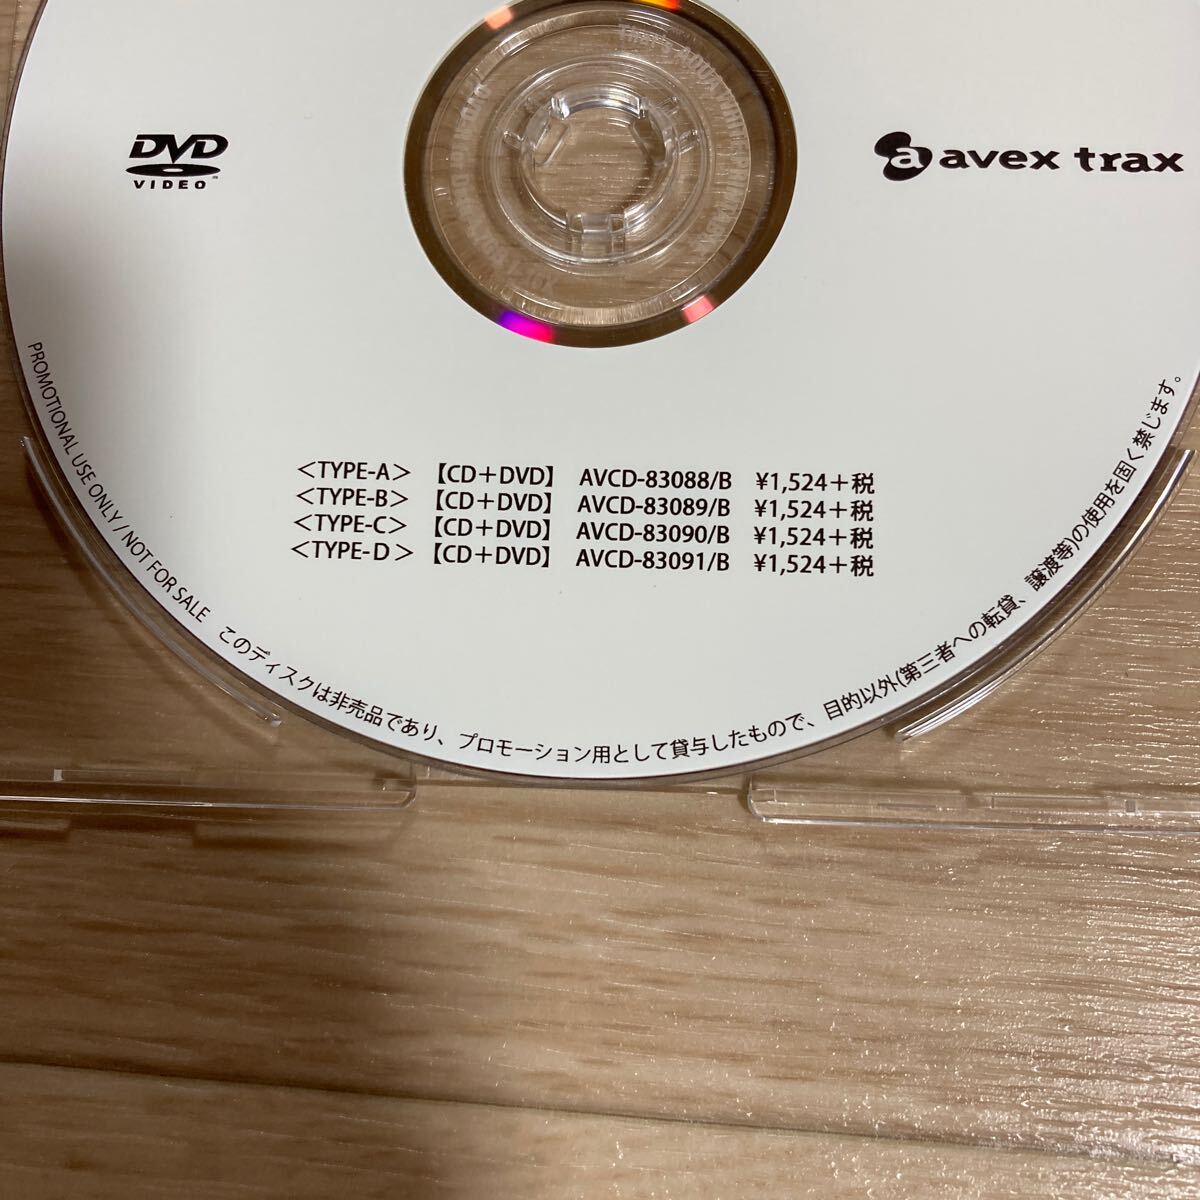 DVD
VIDEO
a avex trax
<TYPE-A> 【CD+DVD】 AVCD-83088/B ¥1,524+税
<TYPE-B> 【CD+DVD】 AVCD-83089/B ¥1,524+税
<TYPE-C> 【CD+DVD】 AVCD-83090/B ¥1,524+税
<TYPE-D> 【CD+DVD】 AVCD-83091/B ¥1,524+税
PROMOTIONAL USE ONLY / NOT FOR SALE このディスクは非売品であり、プロモーション用として貸与したもので、目的以外(第三者への転貸、譲渡等)の使用を固く禁じます。